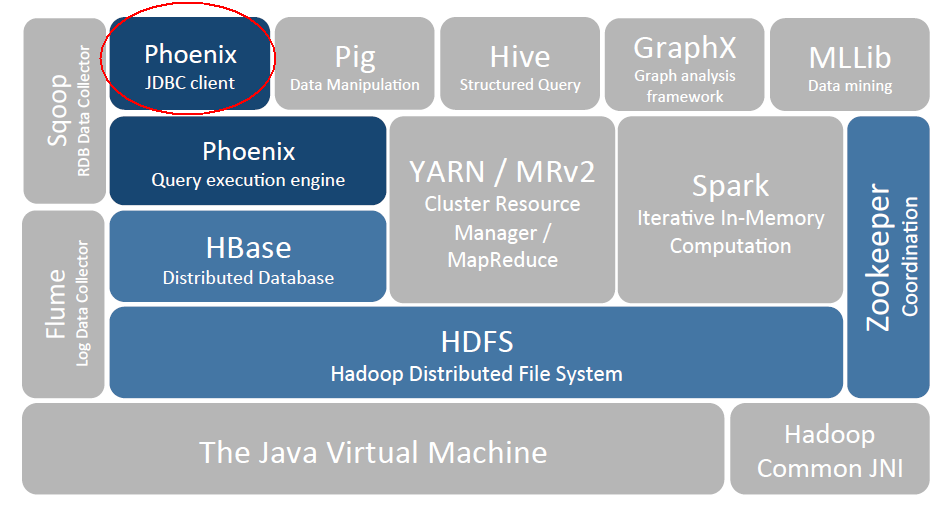 Sqoop
RDB Data Collector
Phoenix
JDBC client
Pig
Data Manipulation
Hive
Structured Query
GraphX
Graph analysis
framework
MLLib
Data mining
Phoenix
Query execution engine
YARN / MRv2
Cluster Resource
Manager /
MapReduce
Spark
Iterative In-Memory
Computation
Zookeeper
Coordination
Flume
Log Data Collector
HBase
Distributed Database
HDFS
Hadoop Distributed File System
The Java Virtual Machine
Hadoop
Common JNI